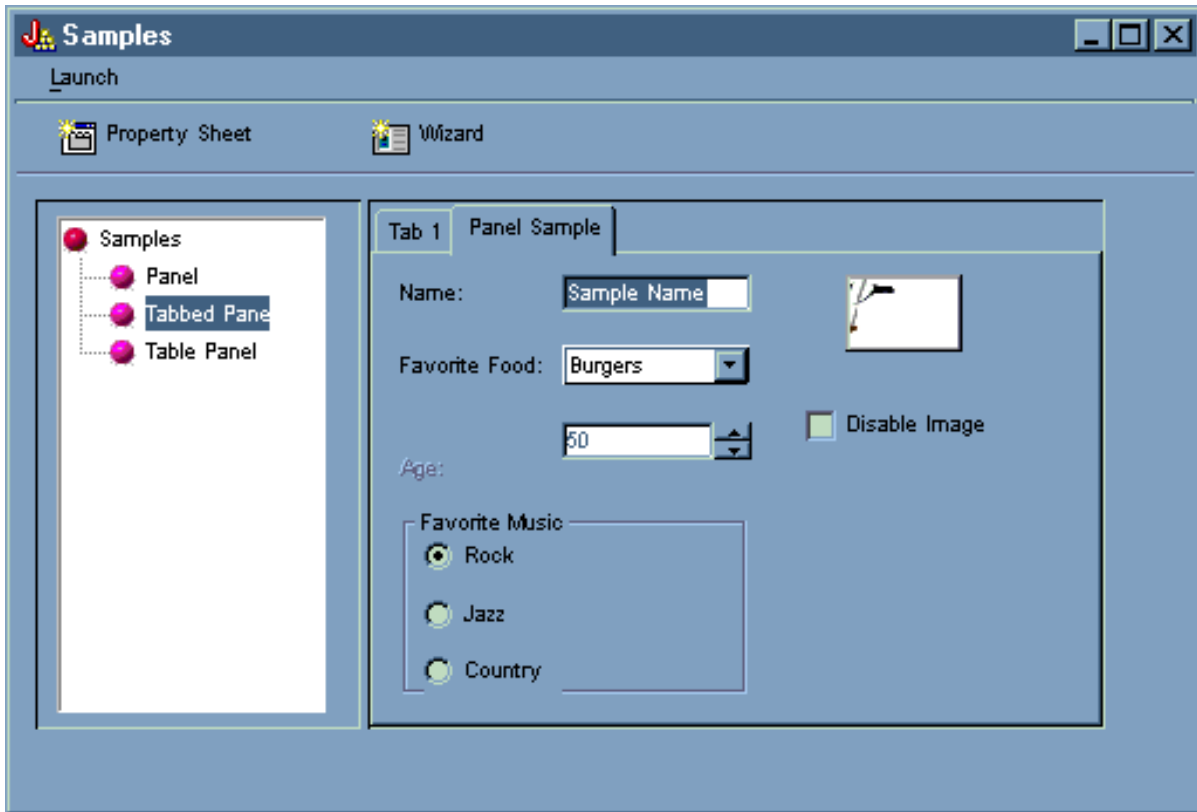 Samples
Launch
Property Sheet
Wizard
Samples
Panel
Tabbed Pane
Table Panel
Tab 1
Panel Sample
Name:
Sample Name
Favorite Food:
Burgers
Age:
50
Disable Image
Favorite Music
Rock
Jazz
Country